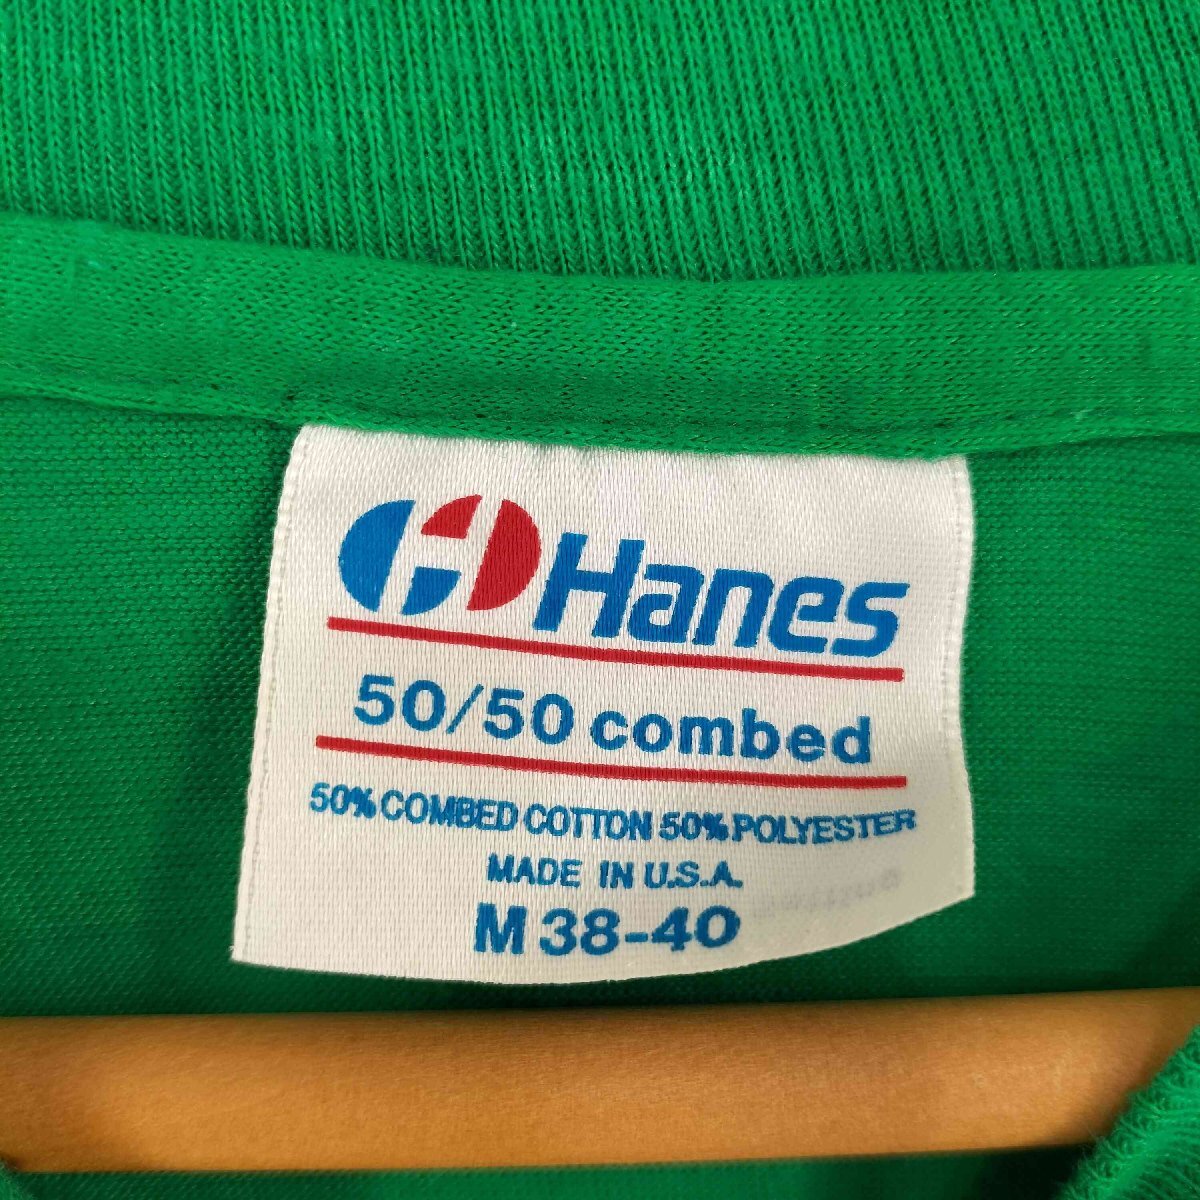 Hanes
50/50 combed
50% COMBED COTTON 50% POLYESTER
MADE IN U.S.A.
M 38-40